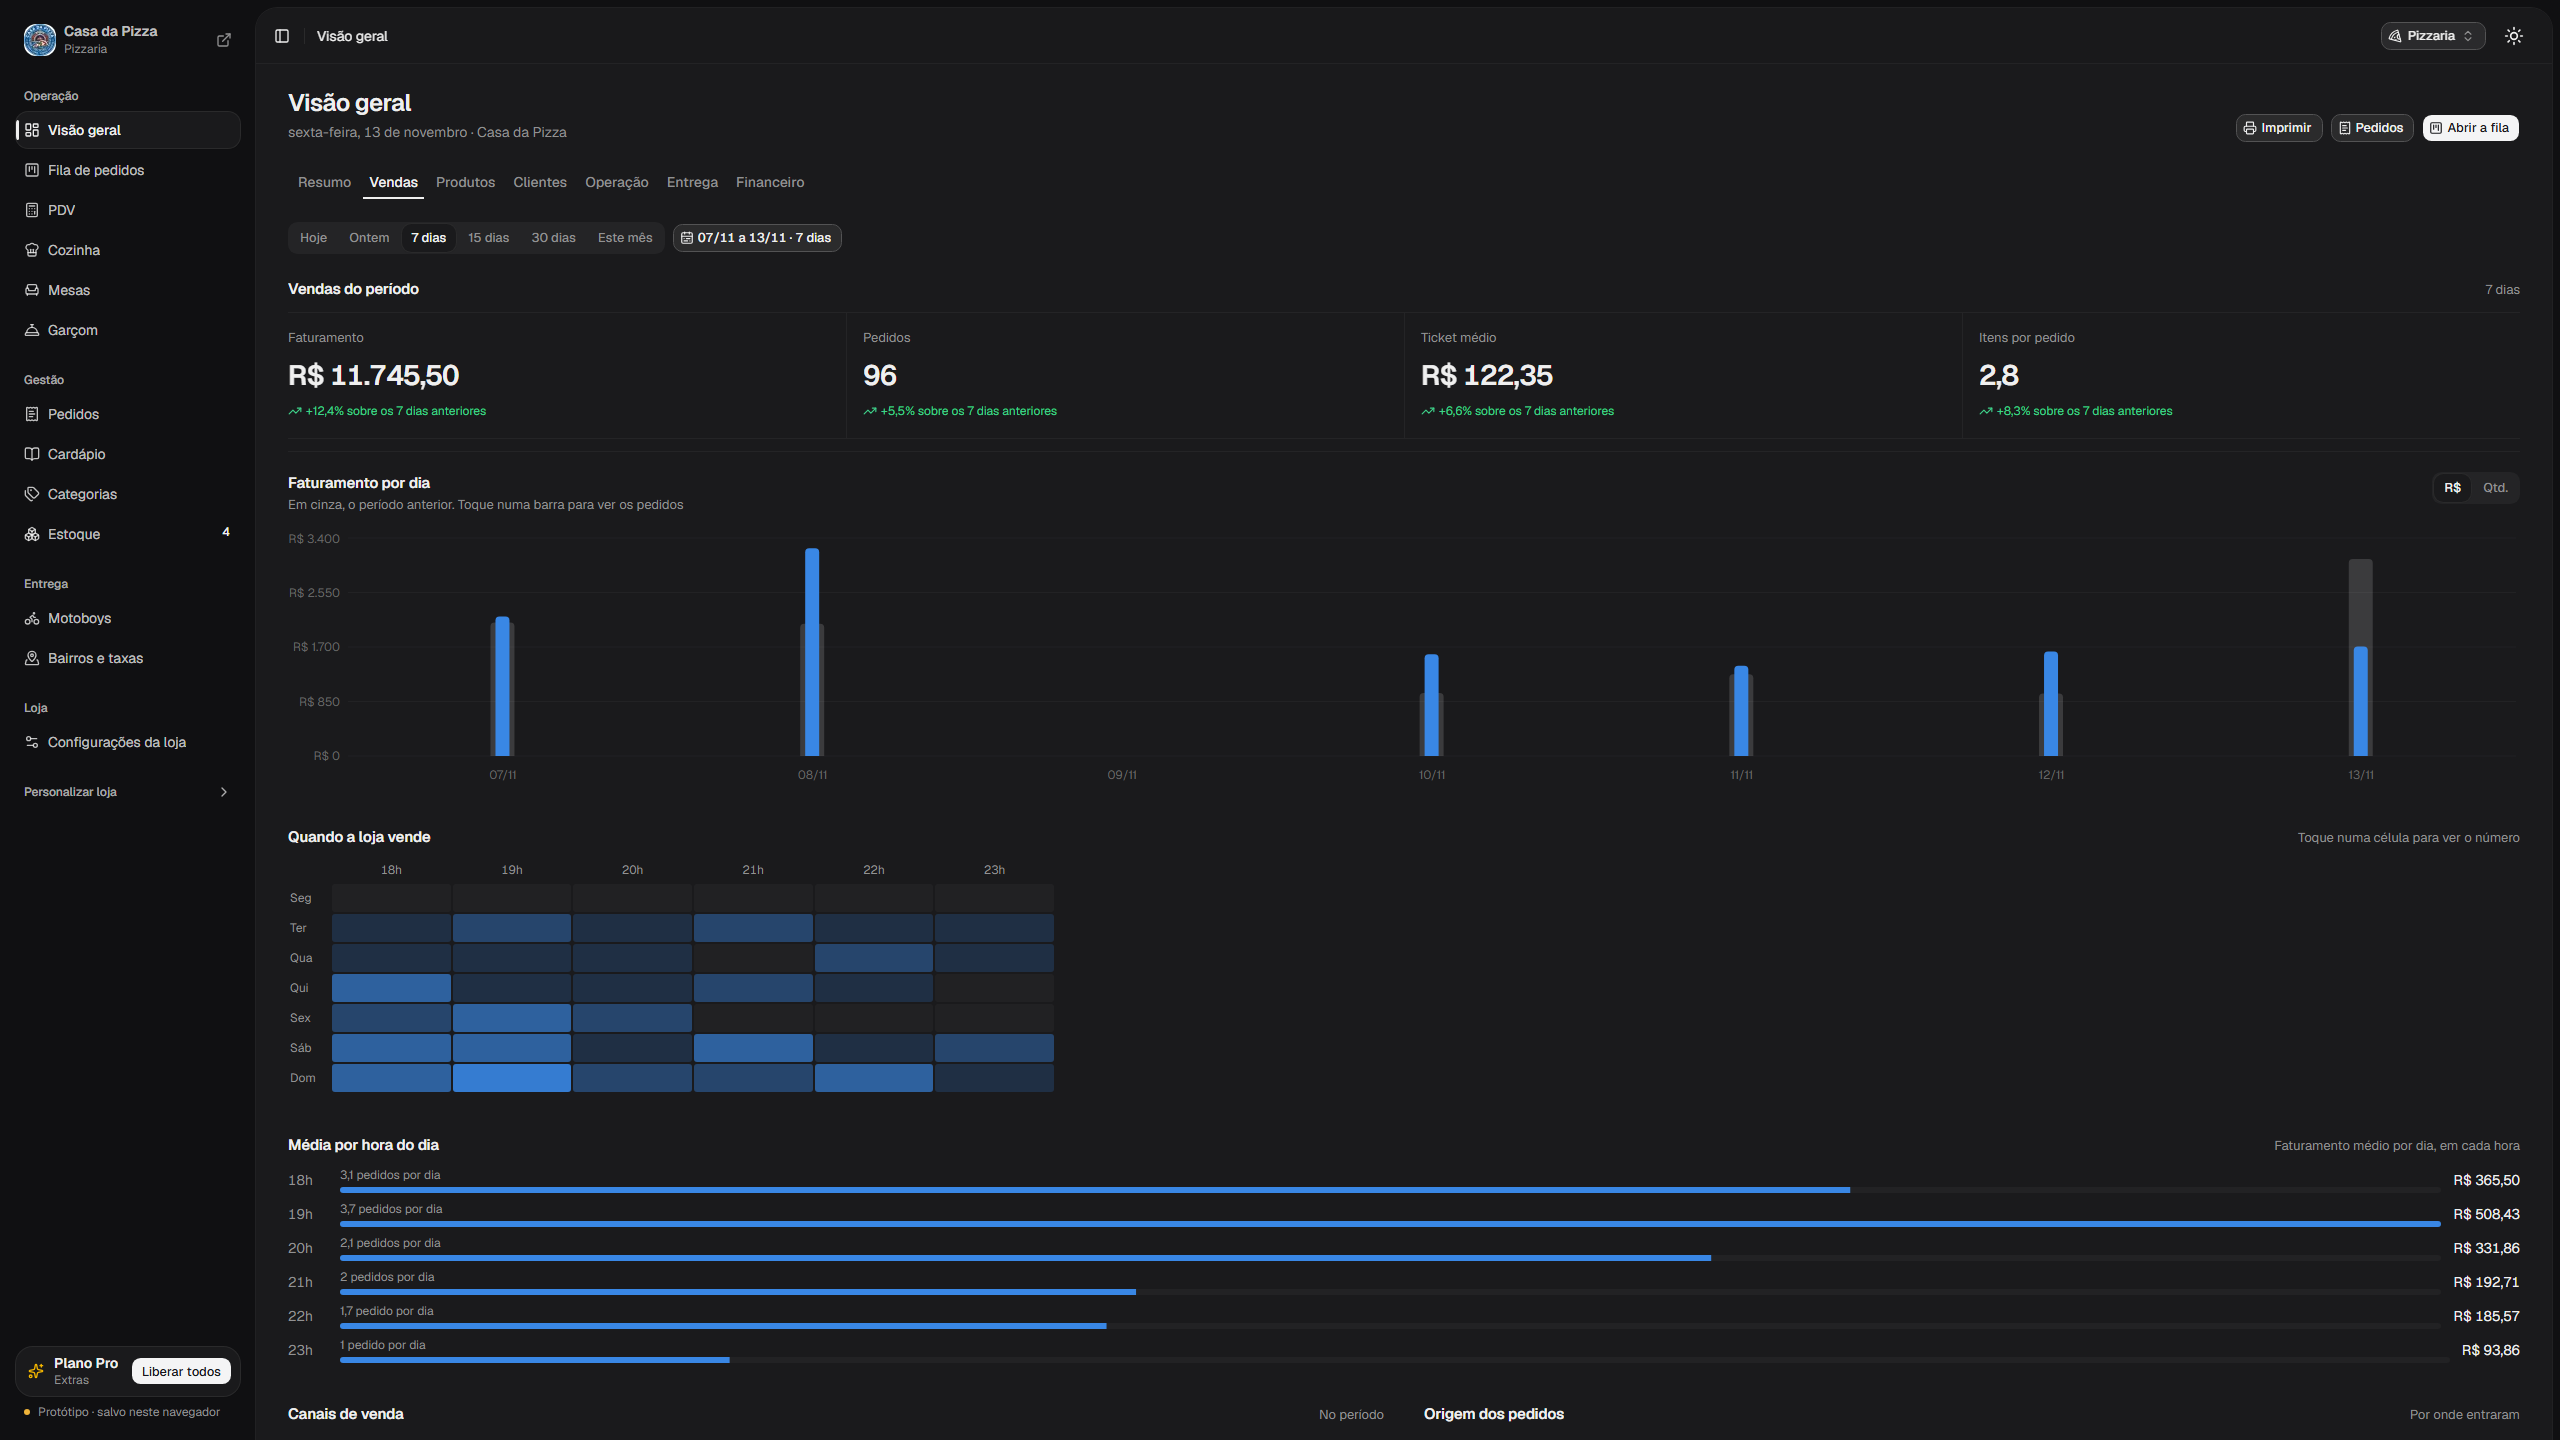 Casa da Pizza
Pizzaria
Operação
Visão geral
Fila de pedidos
PDV
Cozinha
Mesas
Garçom
Gestão
Pedidos
Cardápio
Categorias
Estoque 4
Entrega
Motoboys
Bairros e taxas
Loja
Configurações da loja
Personalizar loja
Plano Pro
Extras
Liberar todos
Protótipo · salvo neste navegador
Visão geral
Pizzaria
Visão geral
sexta-feira, 13 de novembro · Casa da Pizza
Imprimir Pedidos Abrir a fila
Resumo Vendas Produtos Clientes Operação Entrega Financeiro
Hoje Ontem 7 dias 15 dias 30 dias Este mês 07/11 a 13/11 · 7 dias
Vendas do período 7 dias
Faturamento
R$ 11.745,50
+12,4% sobre os 7 dias anteriores
Pedidos
96
+5,5% sobre os 7 dias anteriores
Ticket médio
R$ 122,35
+6,6% sobre os 7 dias anteriores
Itens por pedido
2,8
+8,3% sobre os 7 dias anteriores
Faturamento por dia
Em cinza, o período anterior. Toque numa barra para ver os pedidos
R$ Qtd.
R$ 3.400
R$ 2.550
R$ 1.700
R$ 850
R$ 0
07/11 08/11 09/11 10/11 11/11 12/11 13/11
Quando a loja vende Toque numa célula para ver o número
18h 19h 20h 21h 22h 23h
Seg
Ter
Qua
Qui
Sex
Sáb
Dom
Média por hora do dia Faturamento médio por dia, em cada hora
18h 3,1 pedidos por dia R$ 365,50
19h 3,7 pedidos por dia R$ 508,43
20h 2,1 pedidos por dia R$ 331,86
21h 2 pedidos por dia R$ 192,71
22h 1,7 pedido por dia R$ 185,57
23h 1 pedido por dia R$ 93,86
Canais de venda No período
Origem dos pedidos Por onde entraram